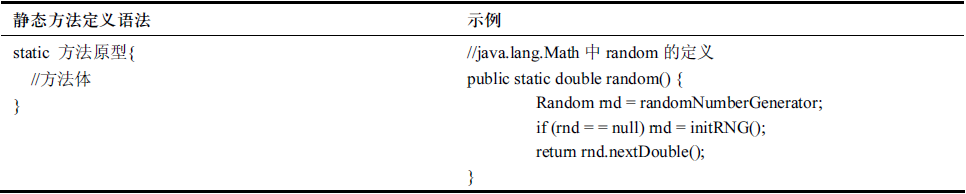 静态方法定义语法	示例
static 方法原型{	//java.lang.Math 中 random 的定义
//方法体	public static double random() {
}	Random rnd = randomNumberGenerator;
if (rnd = = null) rnd = initRNG();
return rnd.nextDouble();
}